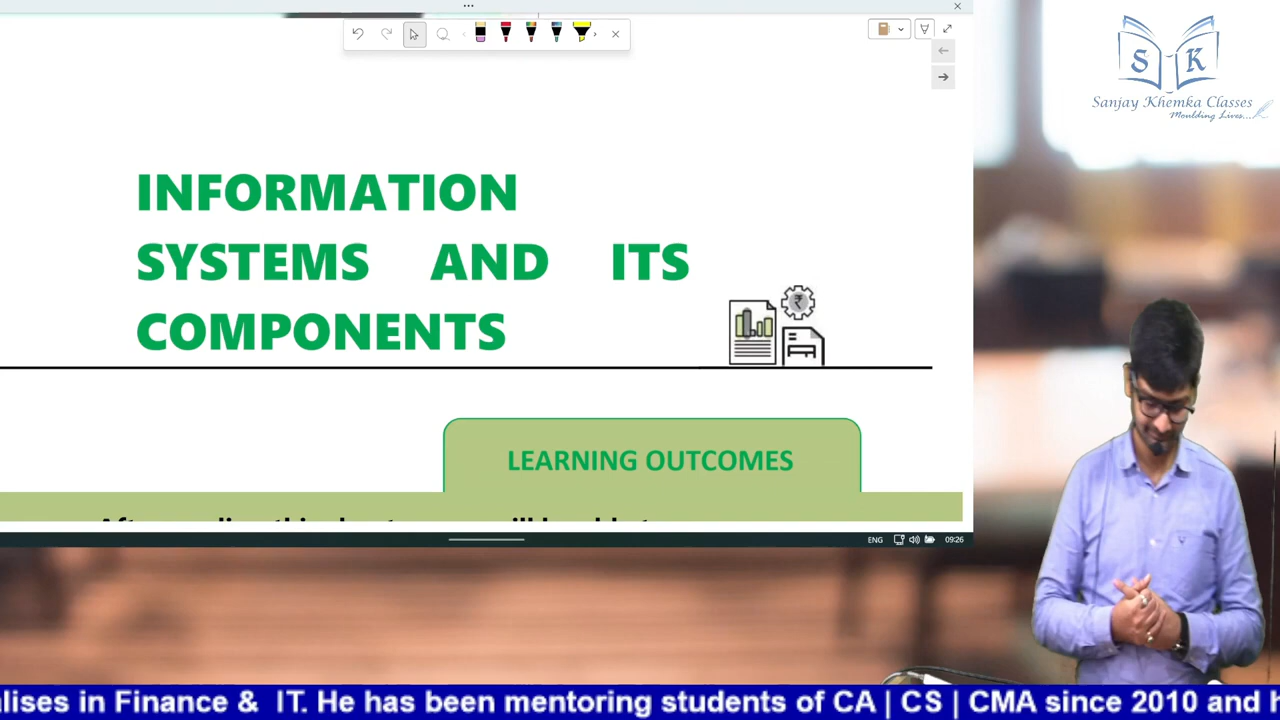 S K
Sanjay Khemka Classes
Moulding Lives...
INFORMATION
SYSTEMS AND ITS
COMPONENTS
₹
LEARNING OUTCOMES
ENG 09:26
alises in Finance & IT. He has been mentoring students of CA | CS | CMA since 2010 and h